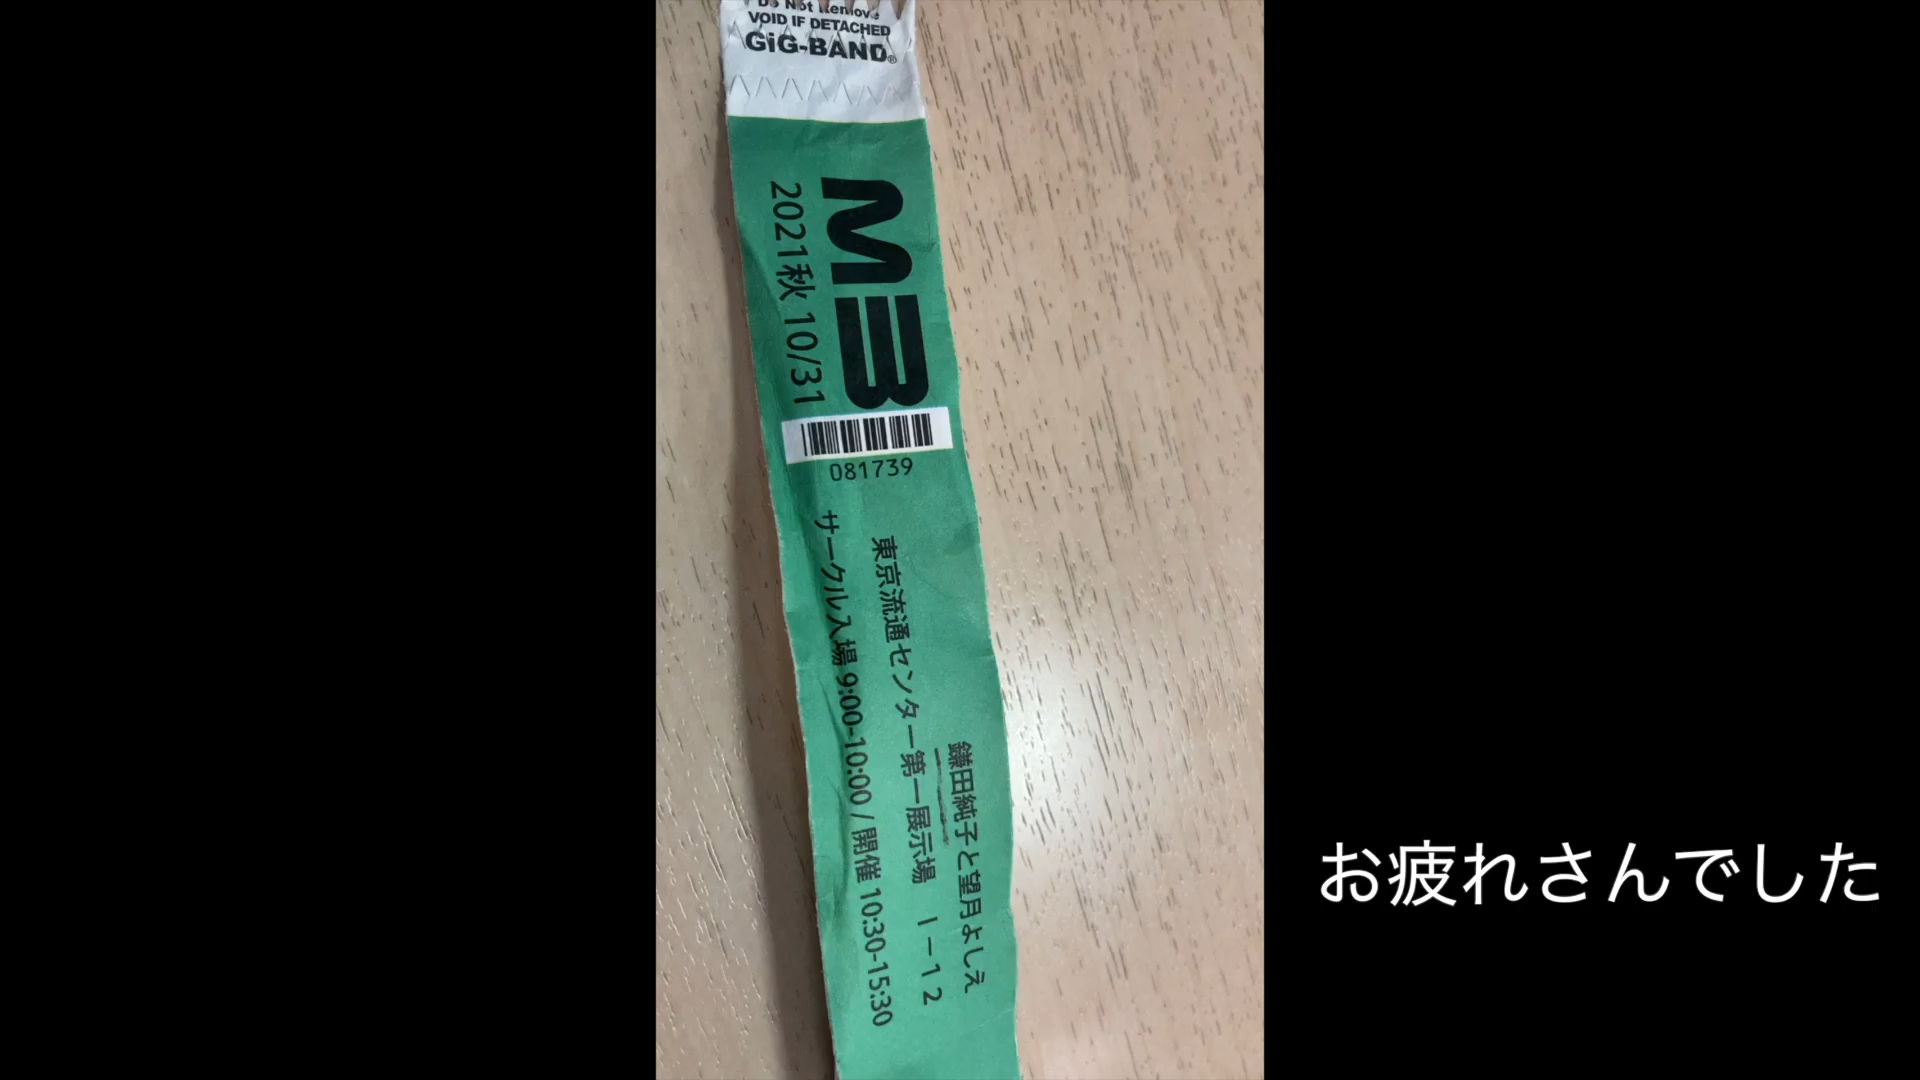 Do Not Remove
VOID IF DETACHED
GiG-BAND®
M3
2021秋 10/31
081739
鎌田純子と望月よしえ
東京流通センター第一展示場 I－12
サークル入場 9:00-10:00 / 開催 10:30-15:30
お疲れさんでした